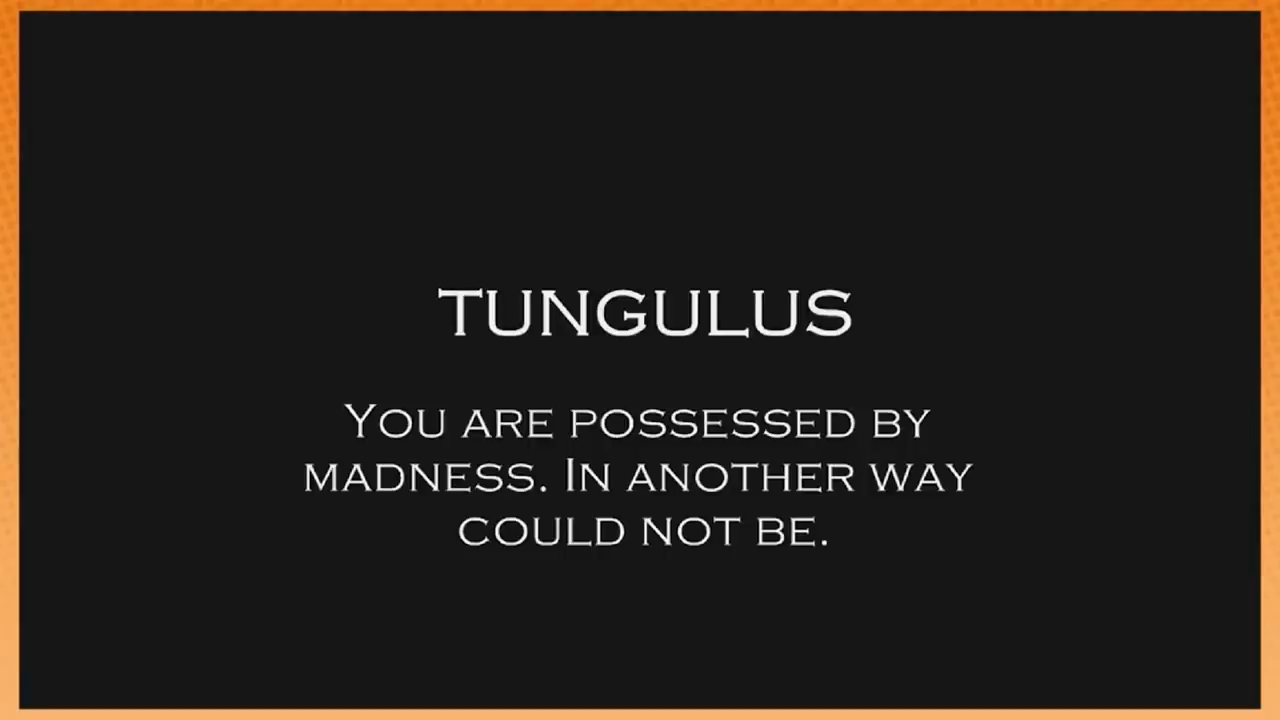 TUNGULUS
YOU ARE POSSESSED BY
MADNESS. IN ANOTHER WAY
COULD NOT BE.